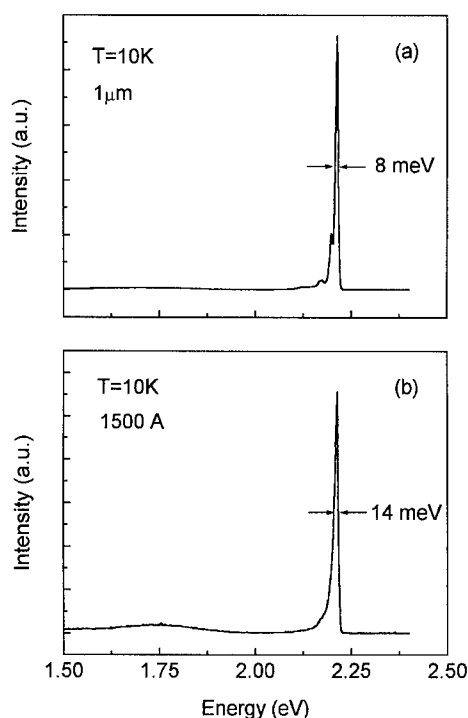 T=10K
(a)
1μm
8 meV
Intensity (a.u.)
T=10K
(b)
1500 A
14 meV
Intensity (a.u.)
1.50 1.75 2.00 2.25 2.50
Energy (eV)